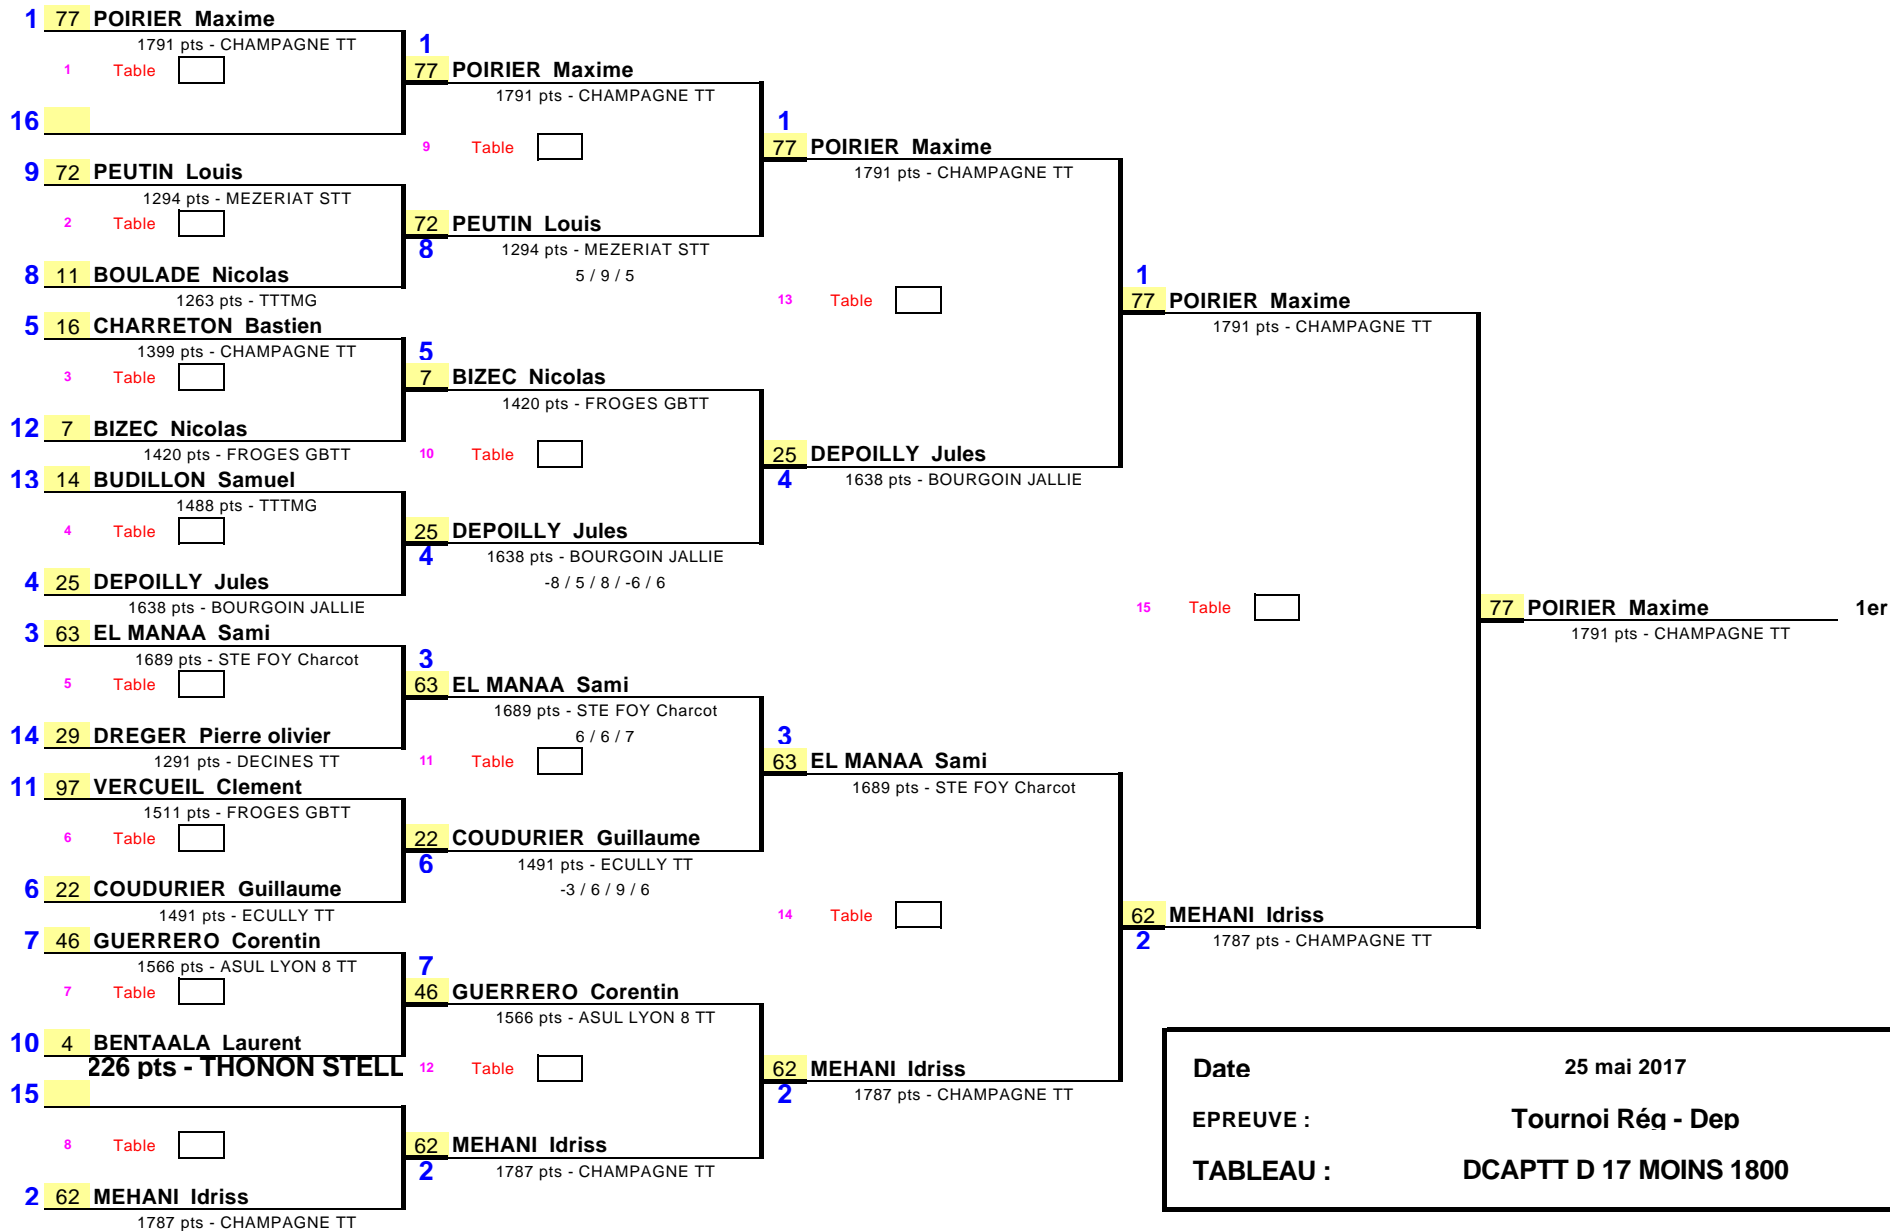 1 77 POIRIER Maxime
1791 pts - CHAMPAGNE TT
1 Table
16
9 72 PEUTIN Louis
1294 pts - MEZERIAT STT
2 Table
8 11 BOULADE Nicolas
1263 pts - TTTMG
5 16 CHARRETON Bastien
1399 pts - CHAMPAGNE TT
3 Table
12 7 BIZEC Nicolas
1420 pts - FROGES GBTT
13 14 BUDILLON Samuel
1488 pts - TTTMG
4 Table
4 25 DEPOILLY Jules
1638 pts - BOURGOIN JALLIE
3 63 EL MANAA Sami
1689 pts - STE FOY Charcot
5 Table
14 29 DREGER Pierre olivier
1291 pts - DECINES TT
11 97 VERCUEIL Clement
1511 pts - FROGES GBTT
6 Table
6 22 COUDURIER Guillaume
1491 pts - ECULLY TT
7 46 GUERRERO Corentin
1566 pts - ASUL LYON 8 TT
7 Table
10 4 BENTAALA Laurent
226 pts - THONON STELL
15
8 Table
2 62 MEHANI Idriss
1787 pts - CHAMPAGNE TT
1
77 POIRIER Maxime
1791 pts - CHAMPAGNE TT
9 Table
72 PEUTIN Louis
8
1294 pts - MEZERIAT STT
5 / 9 / 5
5
7 BIZEC Nicolas
1420 pts - FROGES GBTT
10 Table
25 DEPOILLY Jules
4
1638 pts - BOURGOIN JALLIE
-8 / 5 / 8 / -6 / 6
3
63 EL MANAA Sami
1689 pts - STE FOY Charcot
6 / 6 / 7
11 Table
22 COUDURIER Guillaume
6
1491 pts - ECULLY TT
-3 / 6 / 9 / 6
7
46 GUERRERO Corentin
1566 pts - ASUL LYON 8 TT
12 Table
62 MEHANI Idriss
2
1787 pts - CHAMPAGNE TT
1
77 POIRIER Maxime
1791 pts - CHAMPAGNE TT
13 Table
25 DEPOILLY Jules
4
1638 pts - BOURGOIN JALLIE
3
63 EL MANAA Sami
1689 pts - STE FOY Charcot
14 Table
62 MEHANI Idriss
2
1787 pts - CHAMPAGNE TT
1
77 POIRIER Maxime
1791 pts - CHAMPAGNE TT
15 Table
62 MEHANI Idriss
2
1787 pts - CHAMPAGNE TT
77 POIRIER Maxime 1er
1791 pts - CHAMPAGNE TT
Date 25 mai 2017
EPREUVE : Tournoi Rég - Dep
TABLEAU : DCAPTT D 17 MOINS 1800